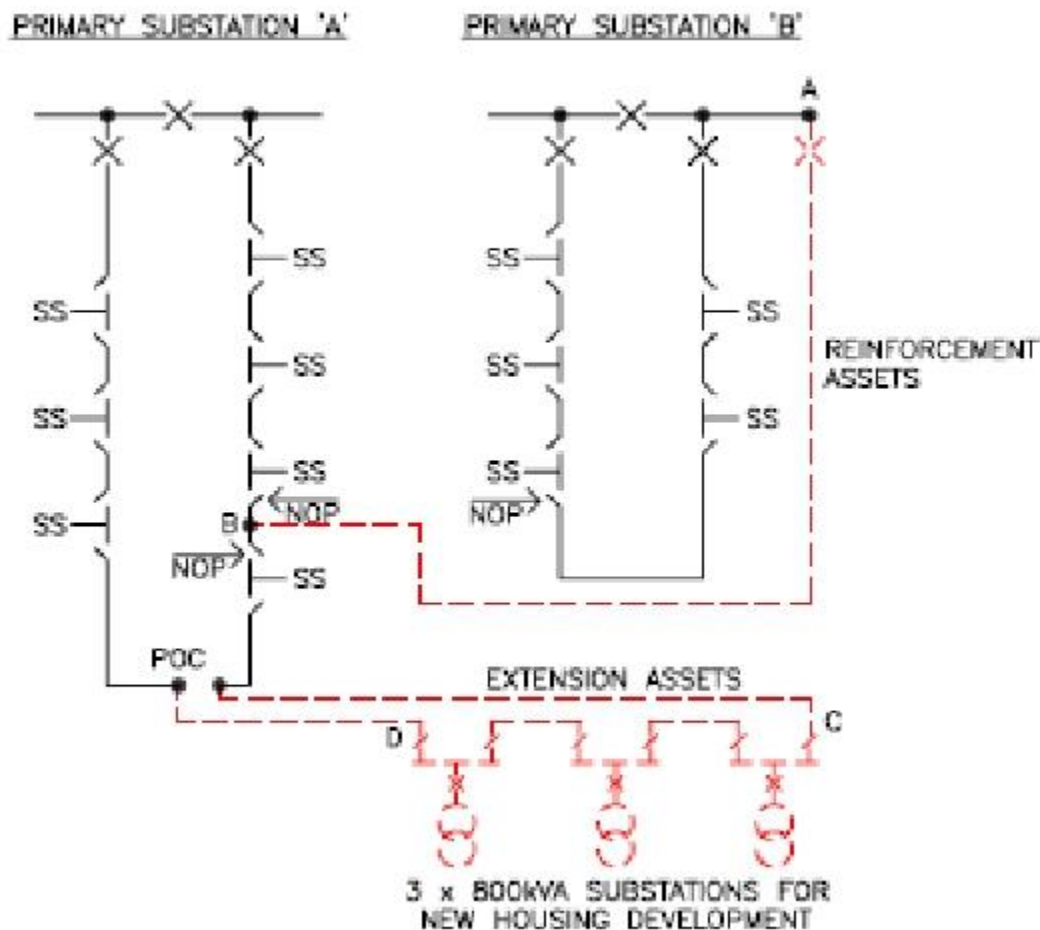 PRIMARY SUBSTATION 'A'
PRIMARY SUBSTATION 'B'
A
SS
SS
SS
SS
SS
SS
REINFORCEMENT
ASSETS
SS
SS
SS
SS
NOP
NOP
SS
B
NOP
SS
POC
EXTENSION ASSETS
D
C
3 x 800kVA SUBSTATIONS FOR
NEW HOUSING DEVELOPMENT